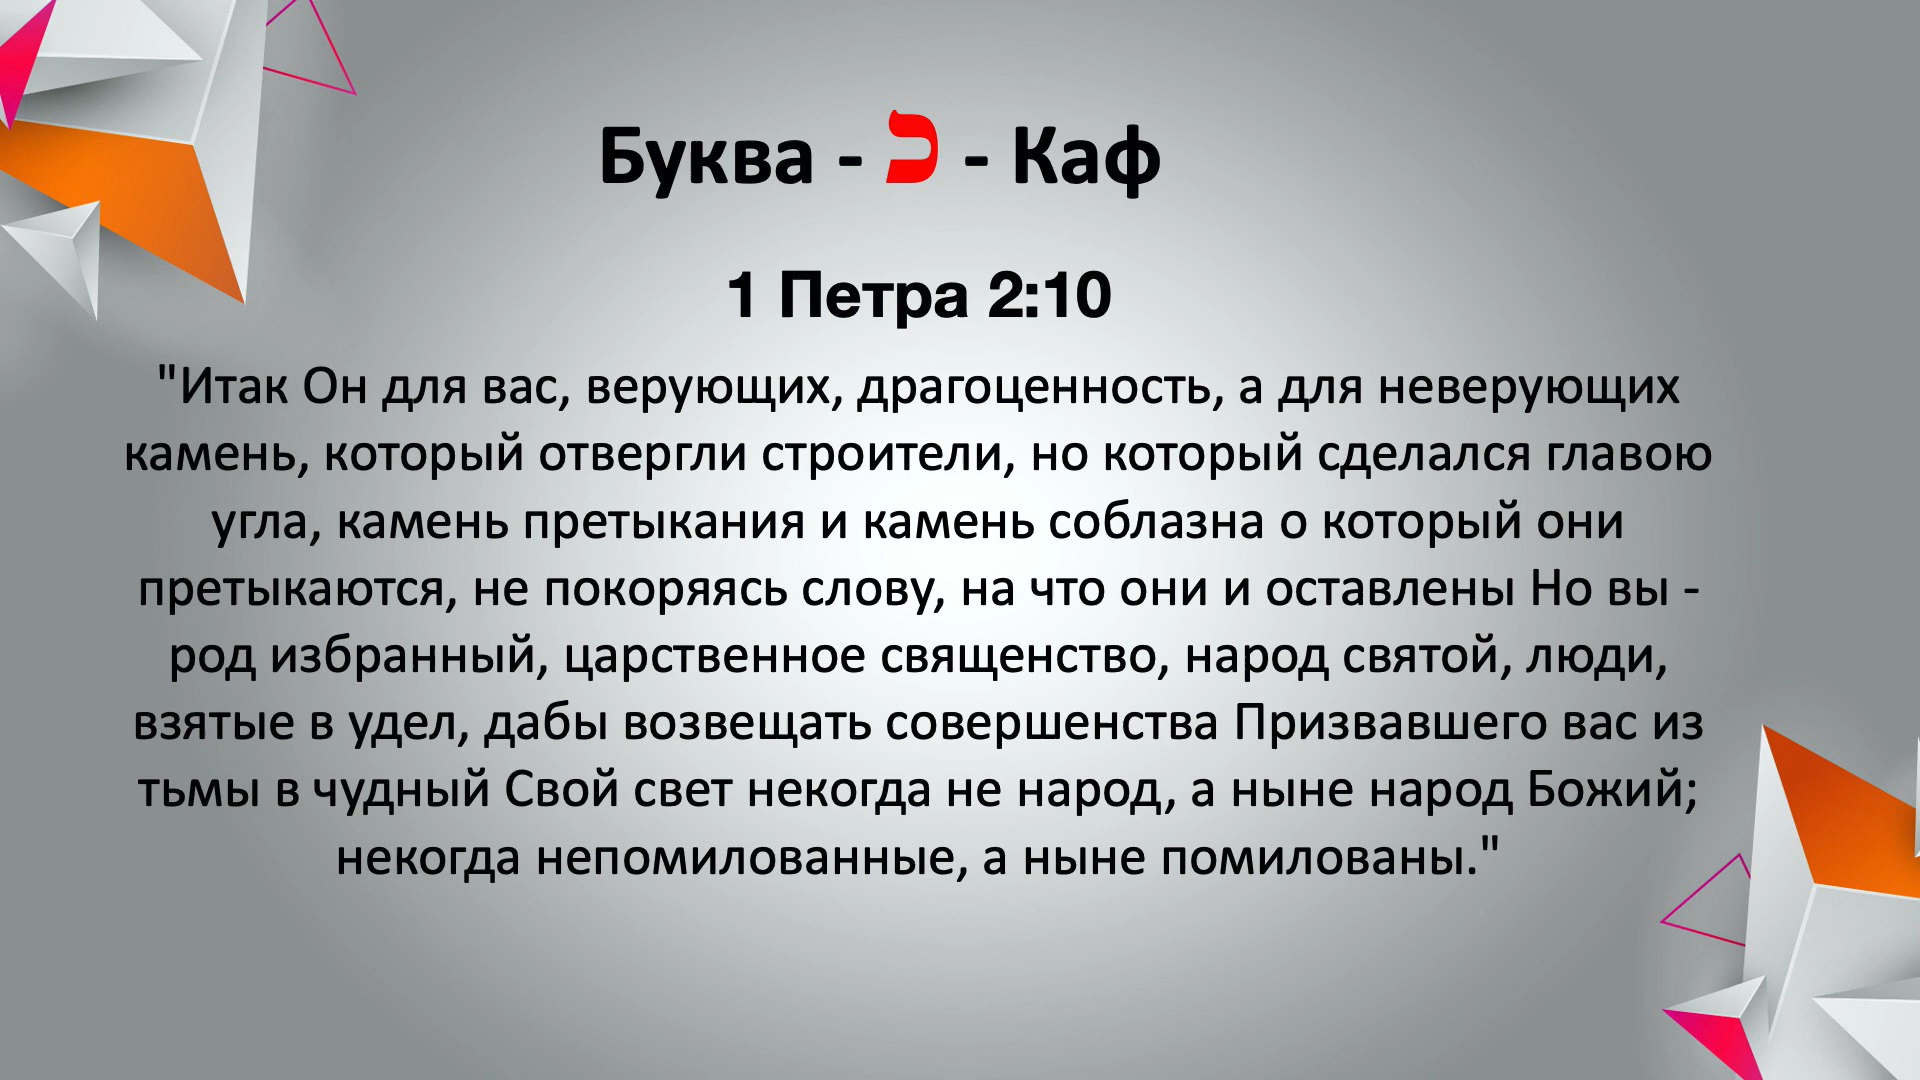 Буква - כ - Каф
1 Петра 2:10
"Итак Он для вас, верующих, драгоценность, а для неверующих
камень, который отвергли строители, но который сделался главою
угла, камень претыкания и камень соблазна о который они
претыкаются, не покоряясь слову, на что они и оставлены Но вы -
род избранный, царственное священство, народ святой, люди,
взятые в удел, дабы возвещать совершенства Призвавшего вас из
тьмы в чудный Свой свет некогда не народ, а ныне народ Божий;
некогда непомилованные, а ныне помилованы."